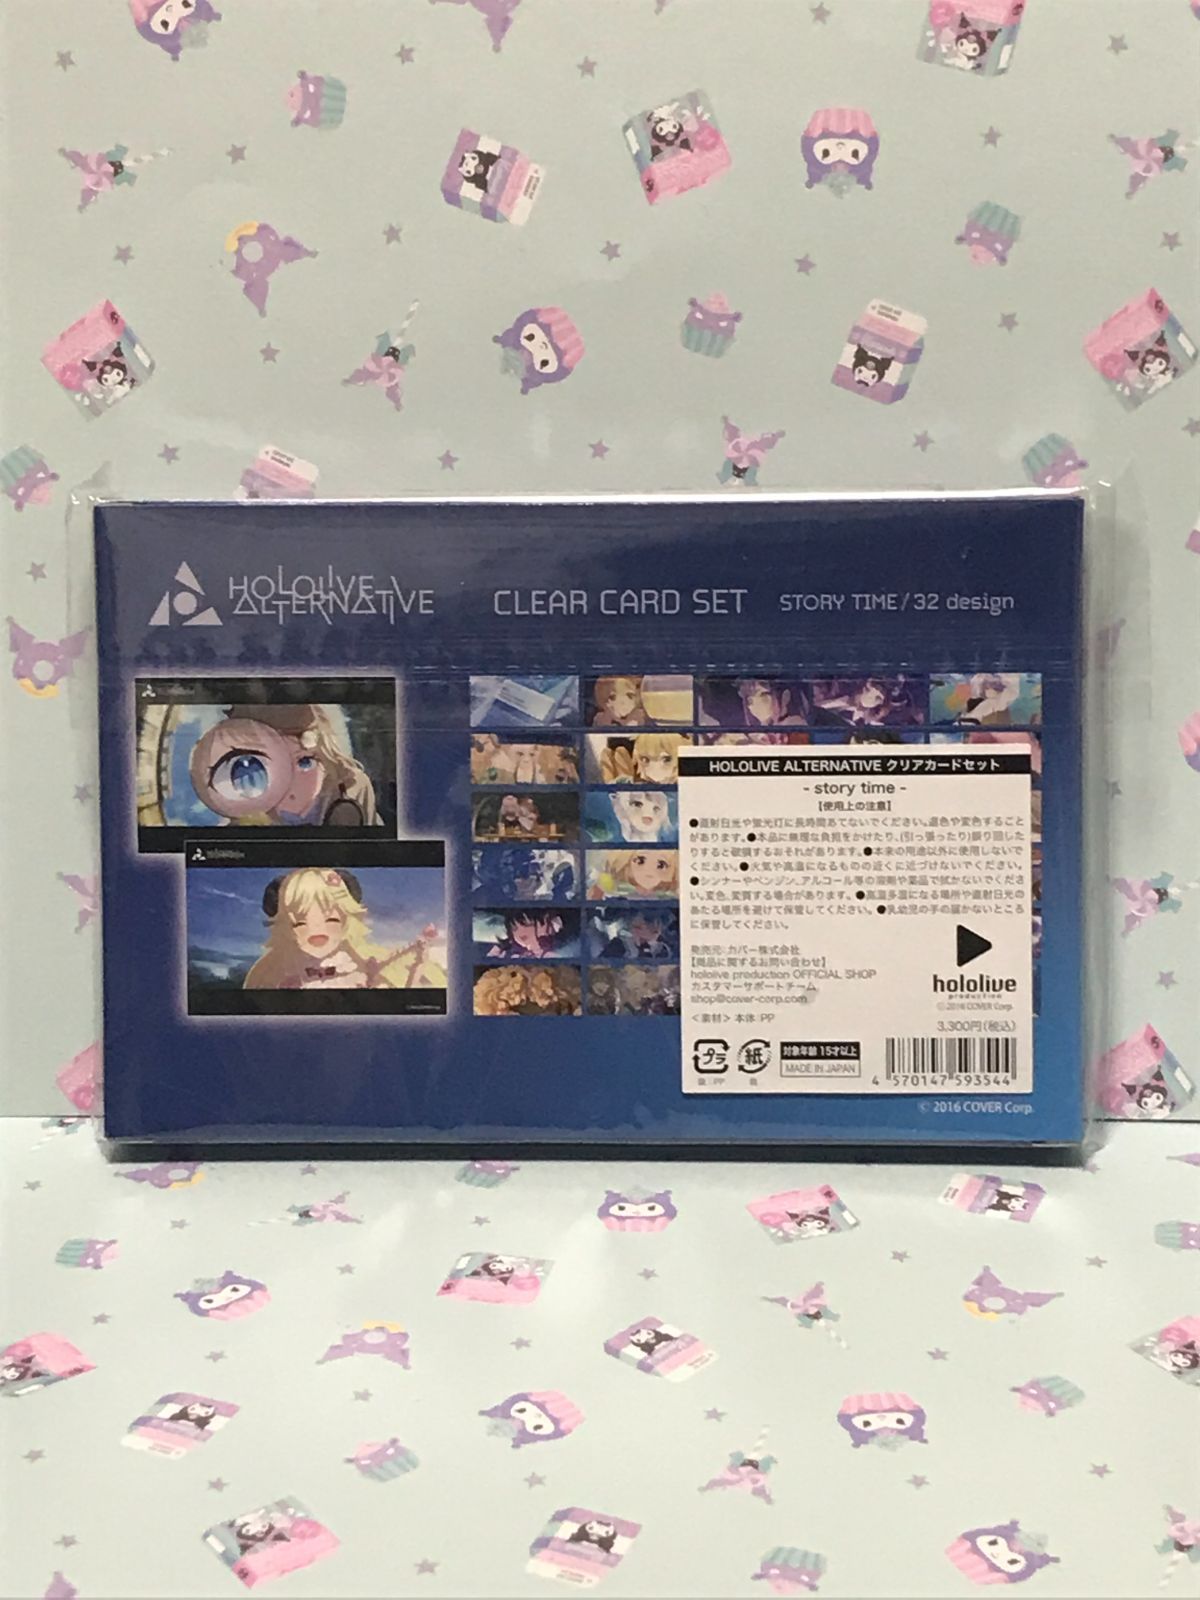 HOLOLIVE
ALTERNATIVE
CLEAR CARD SET
STORY TIME/32 design
HOLOLIVE ALTERNATIVE クリアカードセット
- story time -
【使用上の注意】
●直射日光や蛍光灯に長時間あてないでください。退色や変色すること
があります。●本品に無理な負担をかけたり、(引っ張ったり)振り回した
りすると破損するおそれがあります。●本来の用途以外に使用しないで
ください。●火気や高温になるものの近くに近づけないでください。
●シンナーやベンジン、アルコール等の溶剤や薬品で拭かないでくださ
い。変色、変質する場合があります。●高温多湿になる場所や直射日光の
あたる場所を避けて保管してください。●乳幼児の手の届かないところ
に保管してください。
発売元:カバー株式会社
【商品に関するお問い合わせ】
hololive production OFFICIAL SHOP
カスタマーサポートチーム
shop@cover-corp.com
<素材>本体:PP
hololive
production
© 2016 COVER Corp.
3,300円(税込)
プラ
袋:PP
紙
対象年齢 15才以上
MADE IN JAPAN
4 570147 593544
© 2016 COVER Corp.